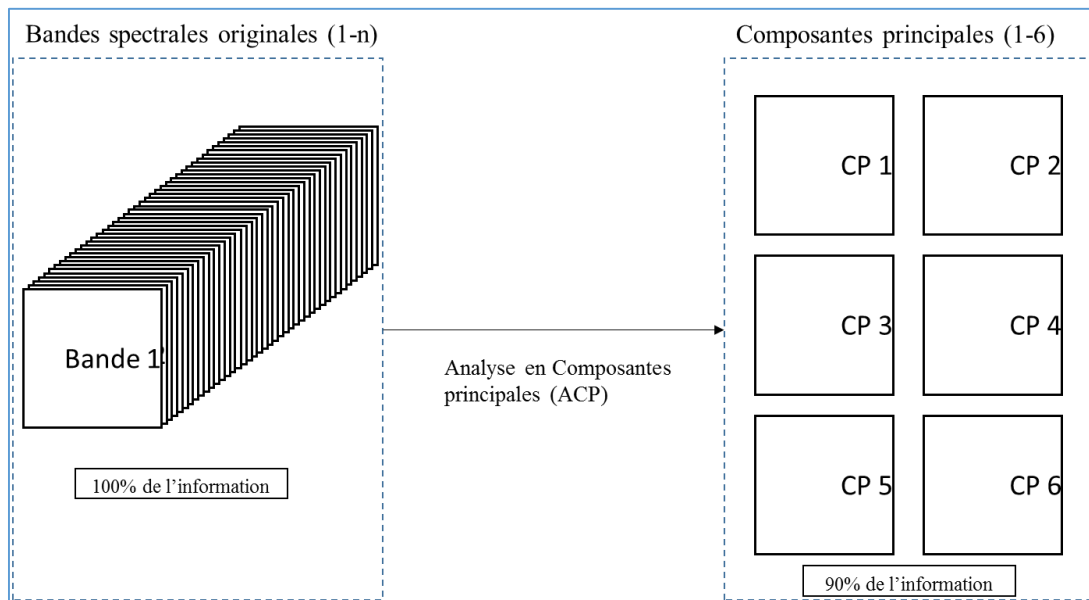 Bandes spectrales originales (1-n)
Composantes principales (1-6)
CP 1
CP 2
CP 3
CP 4
Bande 1
Analyse en Composantes
principales (ACP)
CP 5
CP 6
100% de l’information
90% de l’information